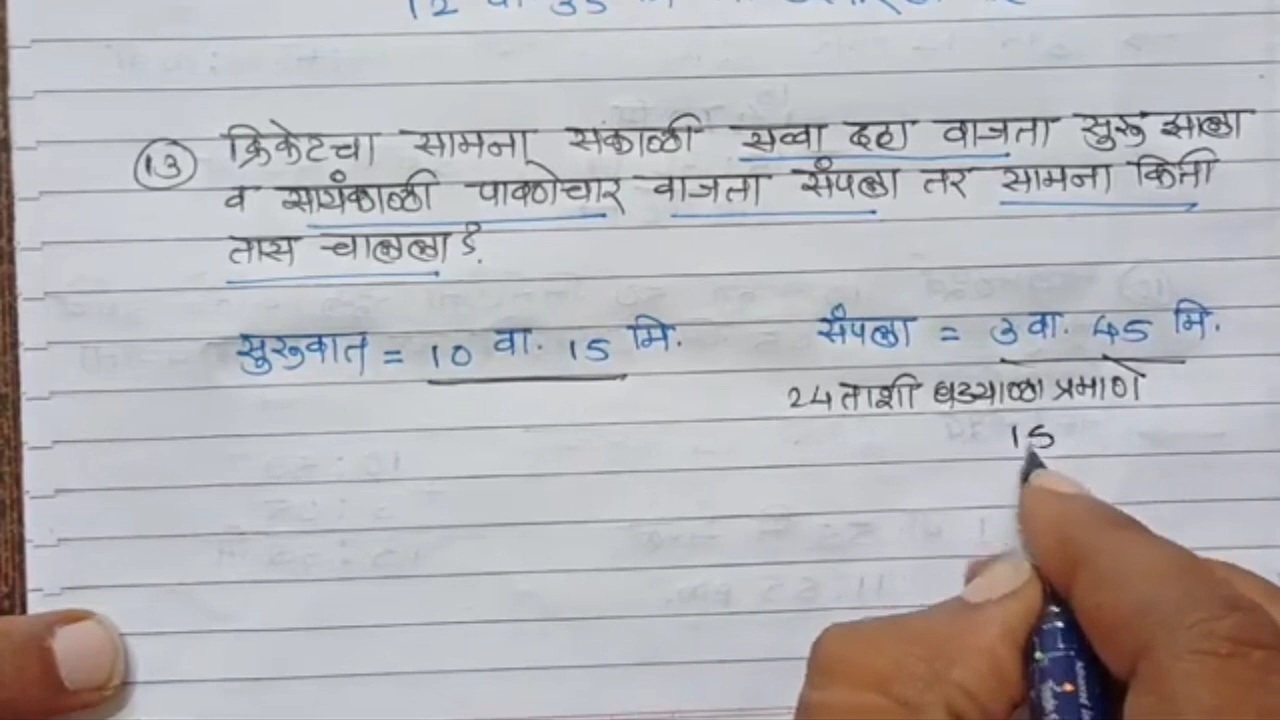 13 क्रिकेटचा सामना सकाळी सव्वा दहा वाजता सुरू झाला
व सायंकाळी पावणेचार वाजता संपला तर सामना किती
तास चालला?
सुरुवात = 10 वा. 15 मि. संपला = 3 वा. 45 मि.
24 ताशी घड्याळा प्रमाणे
15